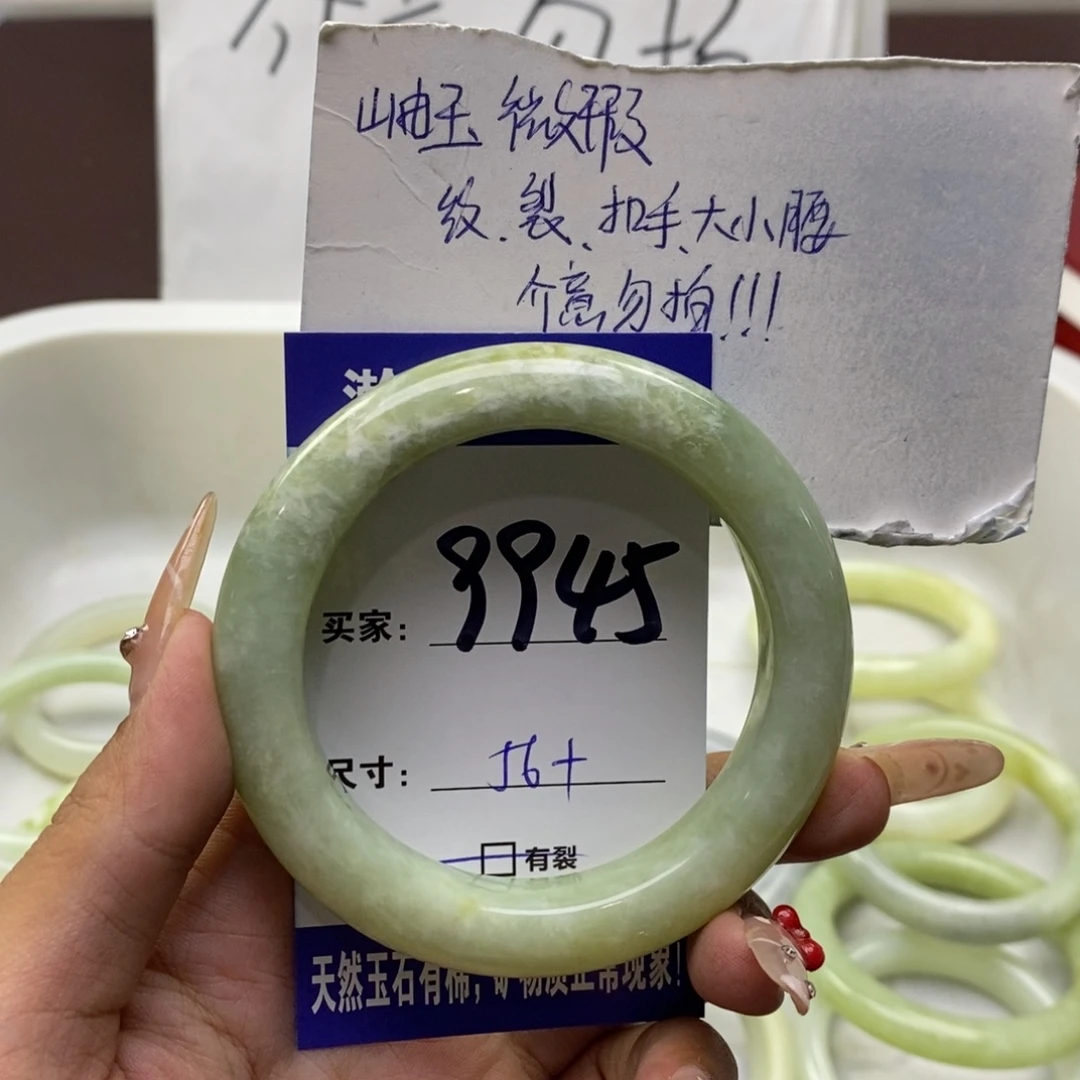 岫玉 微瑕
纹、裂、扣手、大小腰
介意勿拍!!!
买家: 9945
尺寸: 56+
有裂
天然玉石有棉,矿物质正常现象!